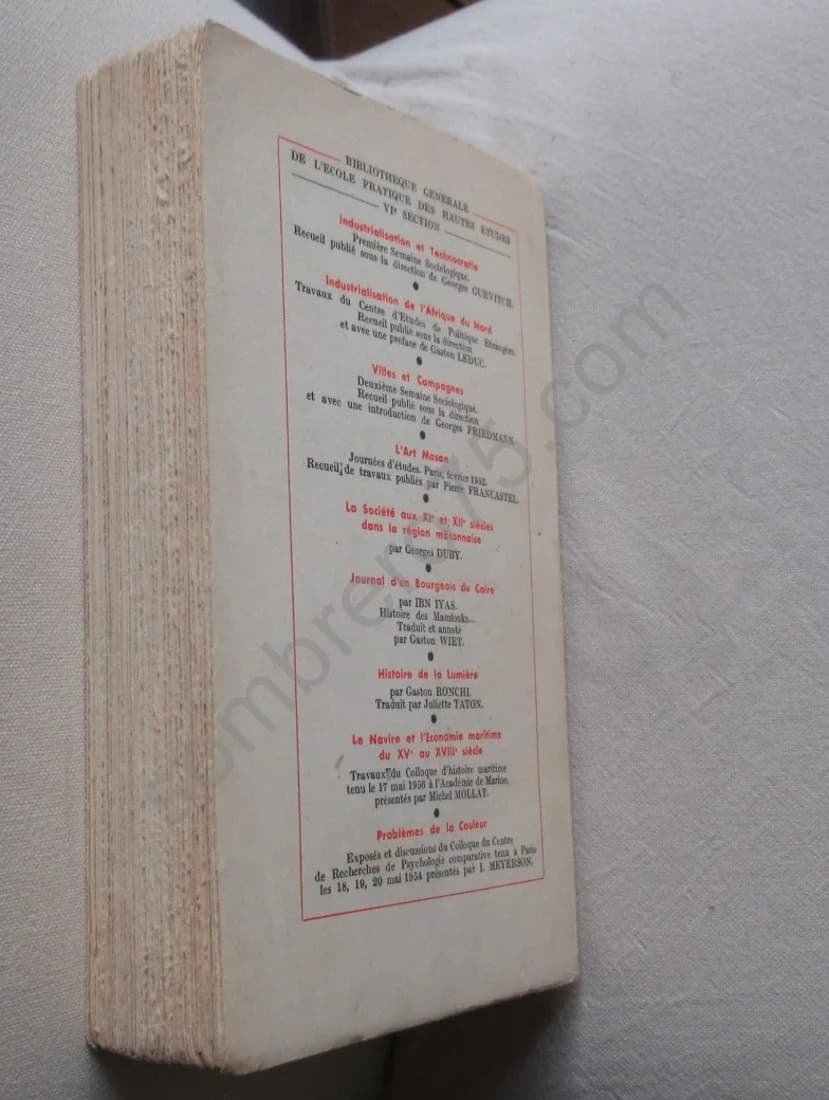 BIBLIOTHEQUE GENERALE
DE L'ECOLE PRATIQUE DES HAUTES ETUDES
VIe SECTION
Industrialisation et Technocratie
Première Semaine Sociologique.
Recueil publié sous la direction de Georges GURVITCH.
Industrialisation de l'Afrique du Nord
Travaux du Centre d'Etudes de Politique Etrangère.
Recueil publié sous la direction
et avec une préface de Gaston LEDUC.
Villes et Campagnes
Deuxième Semaine Sociologique.
Recueil publié sous la direction
et avec une introduction de Georges FRIEDMANN.
L'Art Mosan
Journées d'études. Paris, février 1952.
Recueil de travaux publiés par Pierre FRANCASTEL.
La Société aux XIe et XIIe siècles
dans la région mâconnaise
par Georges DUBY.
Journal d'un Bourgeois du Caire
par IBN IYAS.
Histoire des Mamlouks...
Traduit et annoté
par Gaston WIET.
Histoire de la Lumière
par Gaston RONCHI.
Traduit par Juliette TATON.
Le Navire et l'Economie maritime
du XVe au XVIIIe siècle
Travaux du Colloque d'histoire maritime
tenu le 17 mai 1956 à l'Académie de Marine,
présentés par Michel MOLLAT.
Problèmes de la Couleur
Exposés et discussions du Colloque du Centre
de Recherches de Psychologie comparative tenu à Paris
les 18, 19, 20 mai 1954 présentés par I. MEYERSON.
sombrero75.com